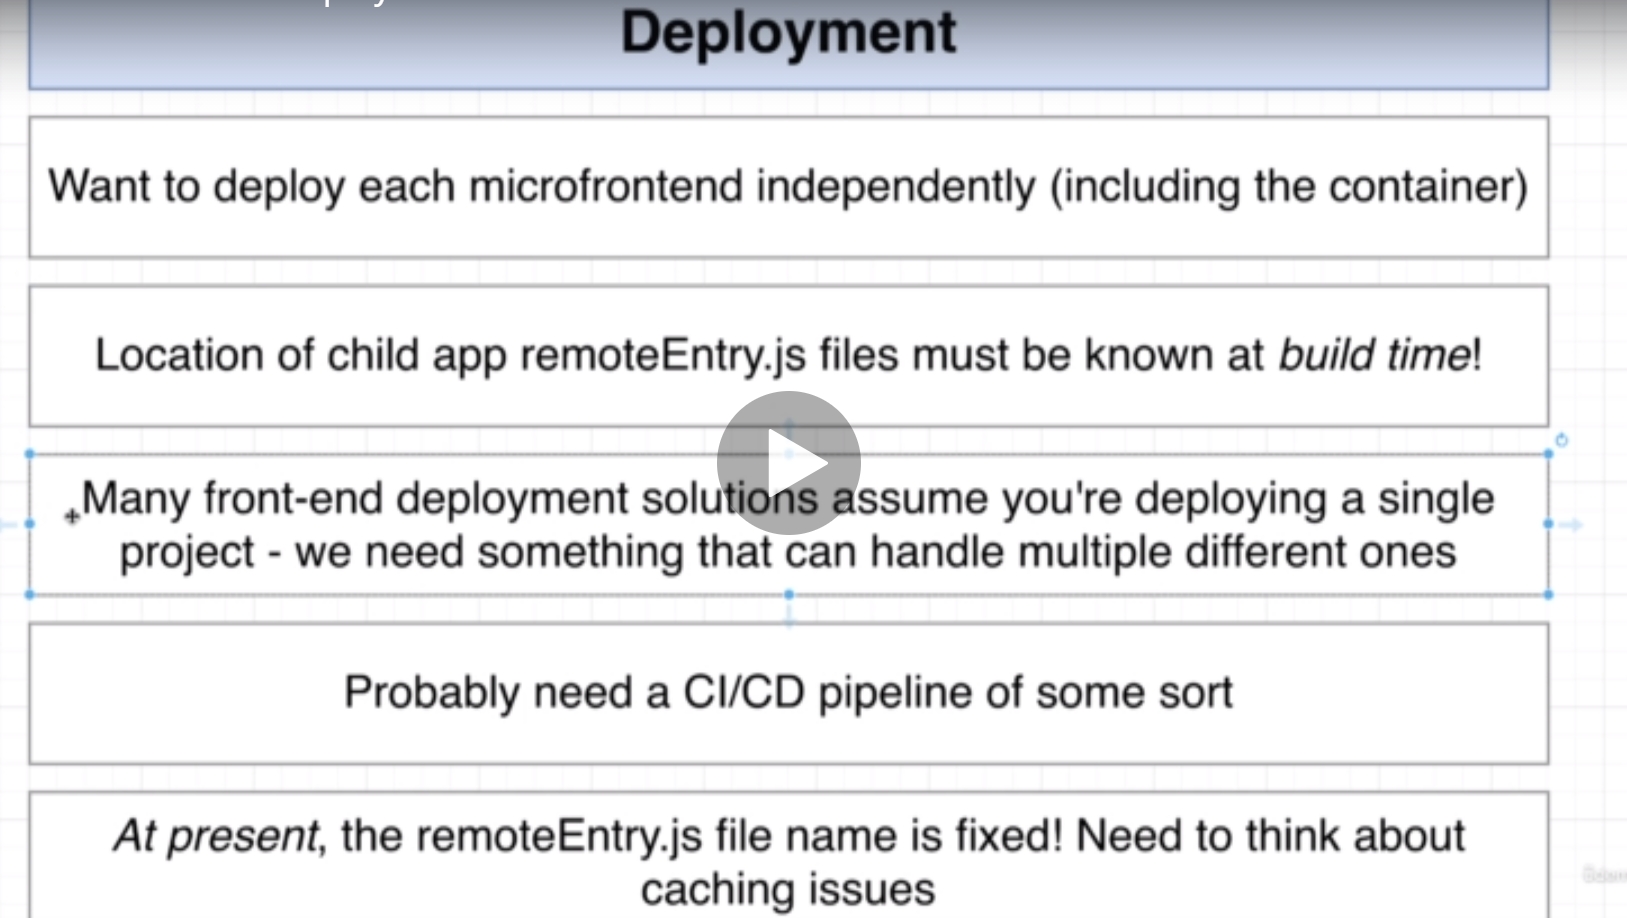 Deployment
Want to deploy each microfrontend independently (including the container)
Location of child app remoteEntry.js files must be known at build time!
Many front-end deployment solutions assume you're deploying a single
project - we need something that can handle multiple different ones
Probably need a CI/CD pipeline of some sort
At present, the remoteEntry.js file name is fixed! Need to think about
caching issues